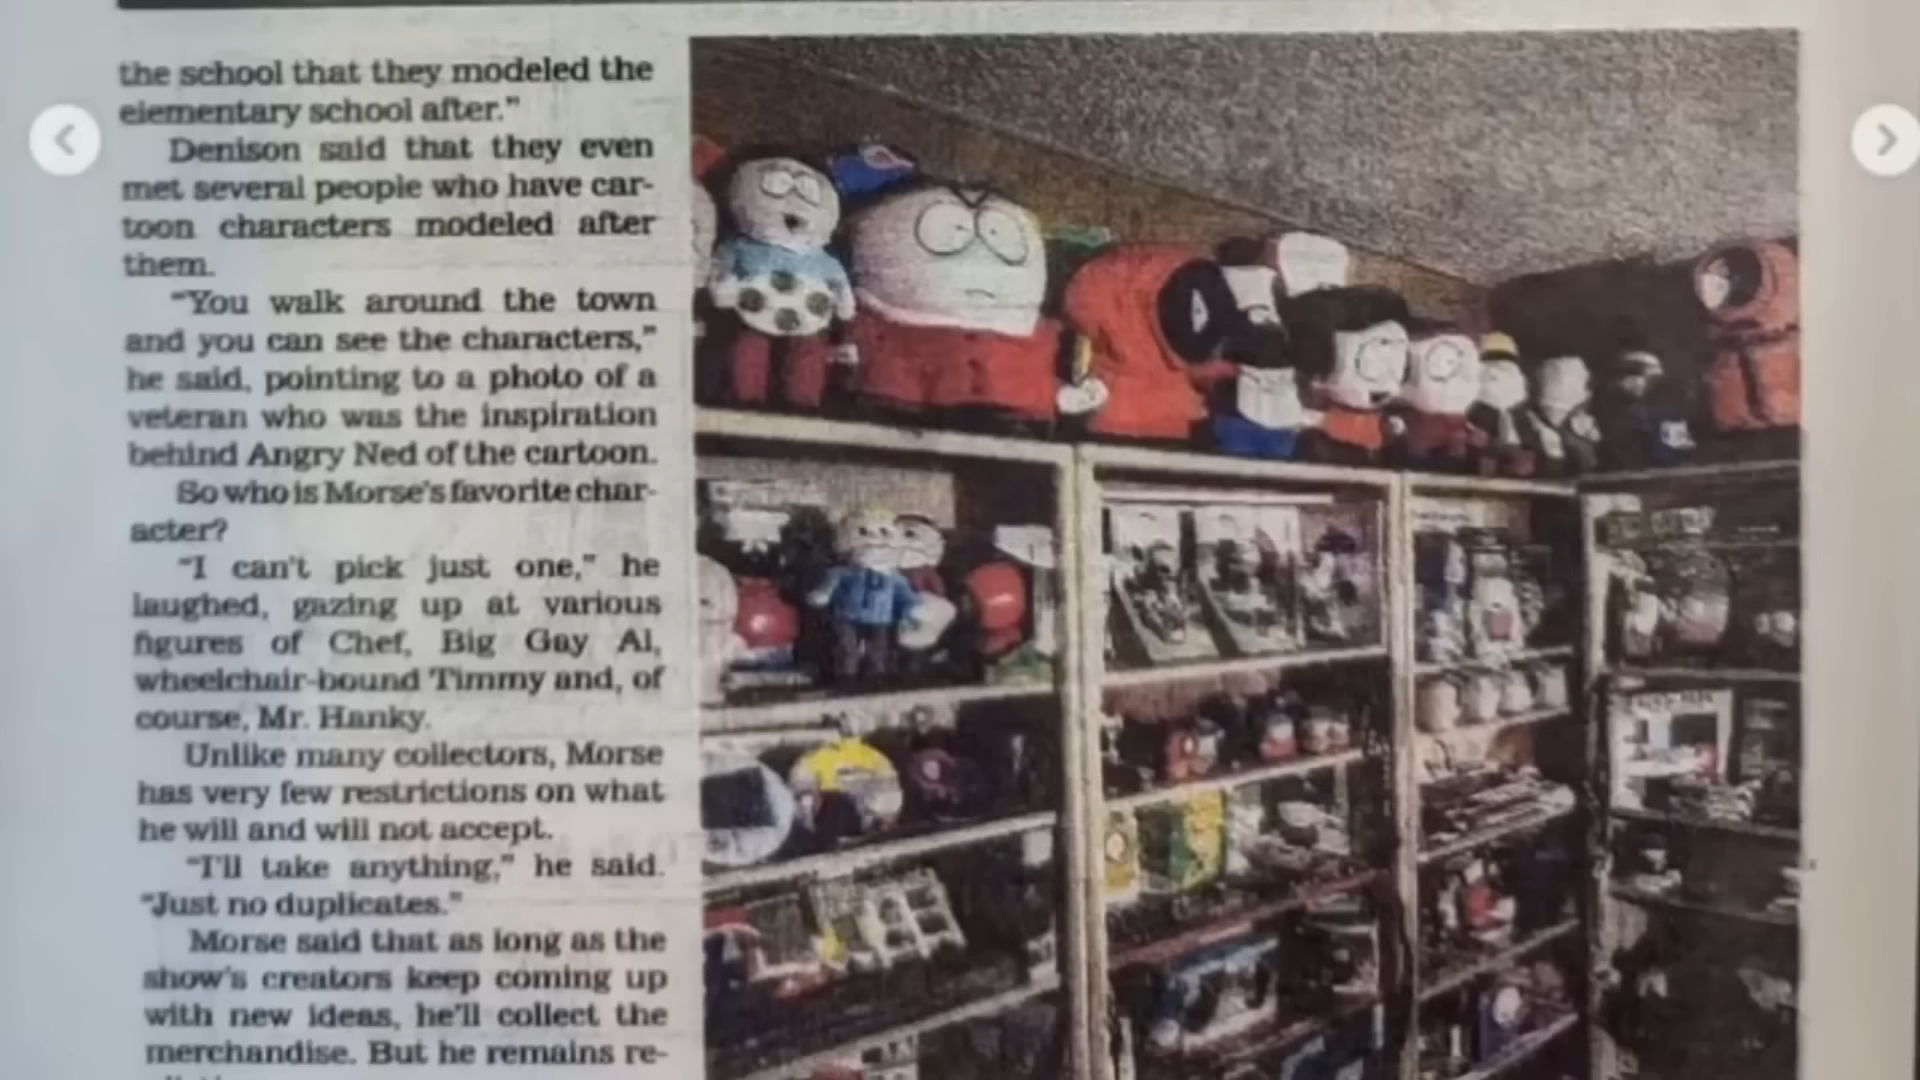 the school that they modeled the
elementary school after."
Denison said that they even
met several people who have car-
toon characters modeled after
them.
"You walk around the town
and you can see the characters,"
he said, pointing to a photo of a
veteran who was the inspiration
behind Angry Ned of the cartoon.
So who is Morse's favorite char-
acter?
"I can't pick just one," he
laughed, gazing up at various
figures of Chef, Big Gay Al,
wheelchair-bound Timmy and, of
course, Mr. Hanky.
Unlike many collectors, Morse
has very few restrictions on what
he will and will not accept.
"I'll take anything," he said.
"Just no duplicates."
Morse said that as long as the
show's creators keep coming up
with new ideas, he'll collect the
merchandise. But he remains re-